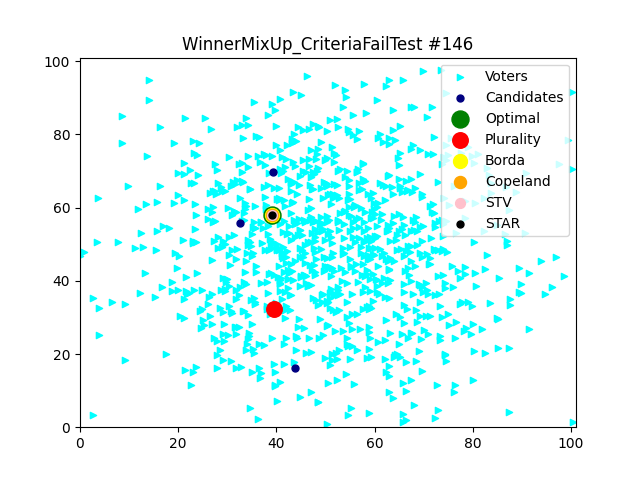 WinnerMixUp_CriteriaFailTest #146
100
80
60
40
20
0
0
20
40
60
80
100
Voters
Candidates
Optimal
Plurality
Borda
Copeland
STV
STAR